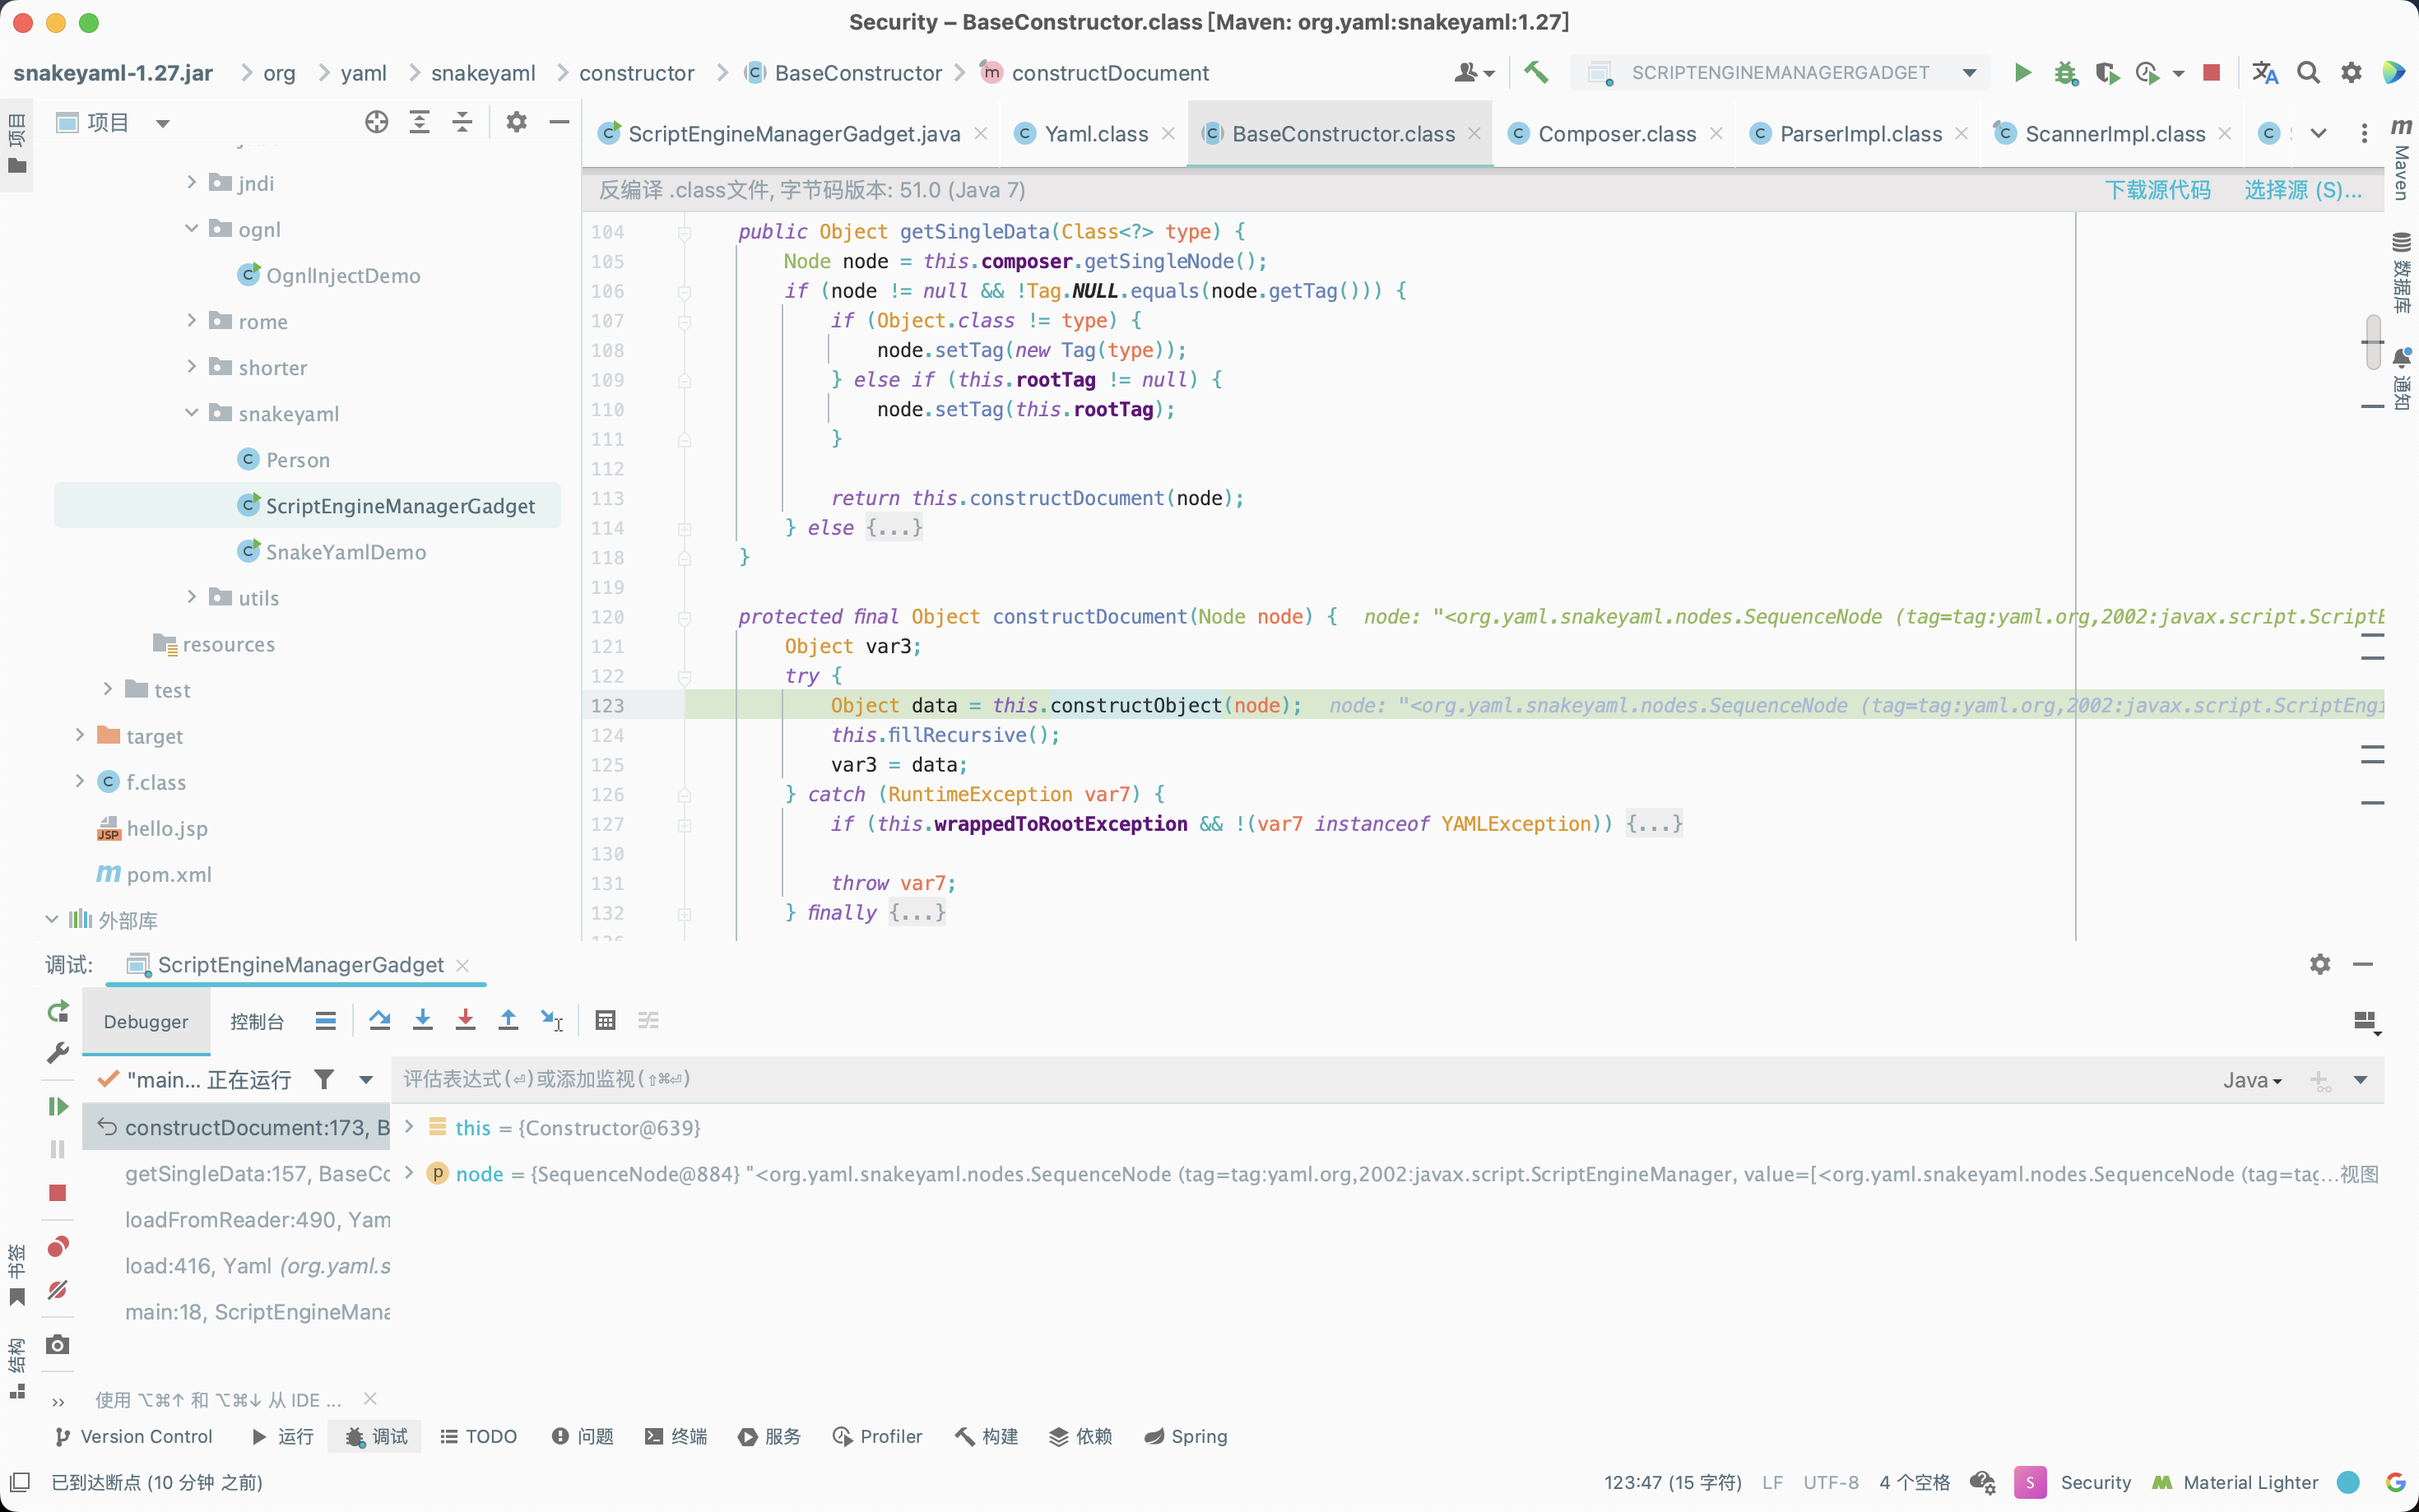 Security – BaseConstructor.class [Maven: org.yaml:snakeyaml:1.27]
snakeyaml-1.27.jar org yaml snakeyaml constructor BaseConstructor constructDocument
SCRIPTENGINEMANAGERGADGET
项目
ScriptEngineManagerGadget.java Yaml.class BaseConstructor.class Composer.class ParserImpl.class ScannerImpl.class
反编译 .class文件, 字节码版本: 51.0 (Java 7) 下载源代码 选择源 (S)...
项目
jndi
ognl
OgnlInjectDemo
rome
shorter
snakeyaml
Person
ScriptEngineManagerGadget
SnakeYamlDemo
utils
resources
test
target
f.class
hello.jsp
pom.xml
外部库
104 public Object getSingleData(Class<?> type) {
105 Node node = this.composer.getSingleNode();
106 if (node != null && !Tag.NULL.equals(node.getTag())) {
107 if (Object.class != type) {
108 node.setTag(new Tag(type));
109 } else if (this.rootTag != null) {
110 node.setTag(this.rootTag);
111 }
112
113 return this.constructDocument(node);
114 } else {...}
118 }
119
120 protected final Object constructDocument(Node node) { node: "<org.yaml.snakeyaml.nodes.SequenceNode (tag=tag:yaml.org,2002:javax.script.ScriptE
121 Object var3;
122 try {
123 Object data = this.constructObject(node); node: "<org.yaml.snakeyaml.nodes.SequenceNode (tag=tag:yaml.org,2002:javax.script.ScriptEngi
124 this.fillRecursive();
125 var3 = data;
126 } catch (RuntimeException var7) {
127 if (this.wrappedToRootException && !(var7 instanceof YAMLException)) {...}
130
131 throw var7;
132 } finally {...}
m Maven
数据库
通知
调试: ScriptEngineManagerGadget
Debugger 控制台
"main... 正在运行 评估表达式(⏎)或添加监视(⇧⌘⏎) Java
constructDocument:173, B
getSingleData:157, BaseCo
loadFromReader:490, Yam
load:416, Yaml (org.yaml.s
main:18, ScriptEngineMana
this = {Constructor@639}
node = {SequenceNode@884} "<org.yaml.snakeyaml.nodes.SequenceNode (tag=tag:yaml.org,2002:javax.script.ScriptEngineManager, value=[<org.yaml.snakeyaml.nodes.SequenceNode (tag=tag...视图
书签
结构
使用 ⌥⌘↑ 和 ⌥⌘↓ 从 IDE ...
Version Control 运行 调试 TODO 问题 终端 服务 Profiler 构建 依赖 Spring
已到达断点 (10 分钟 之前) 123:47 (15 字符) LF UTF-8 4 个空格 S Security Material Lighter